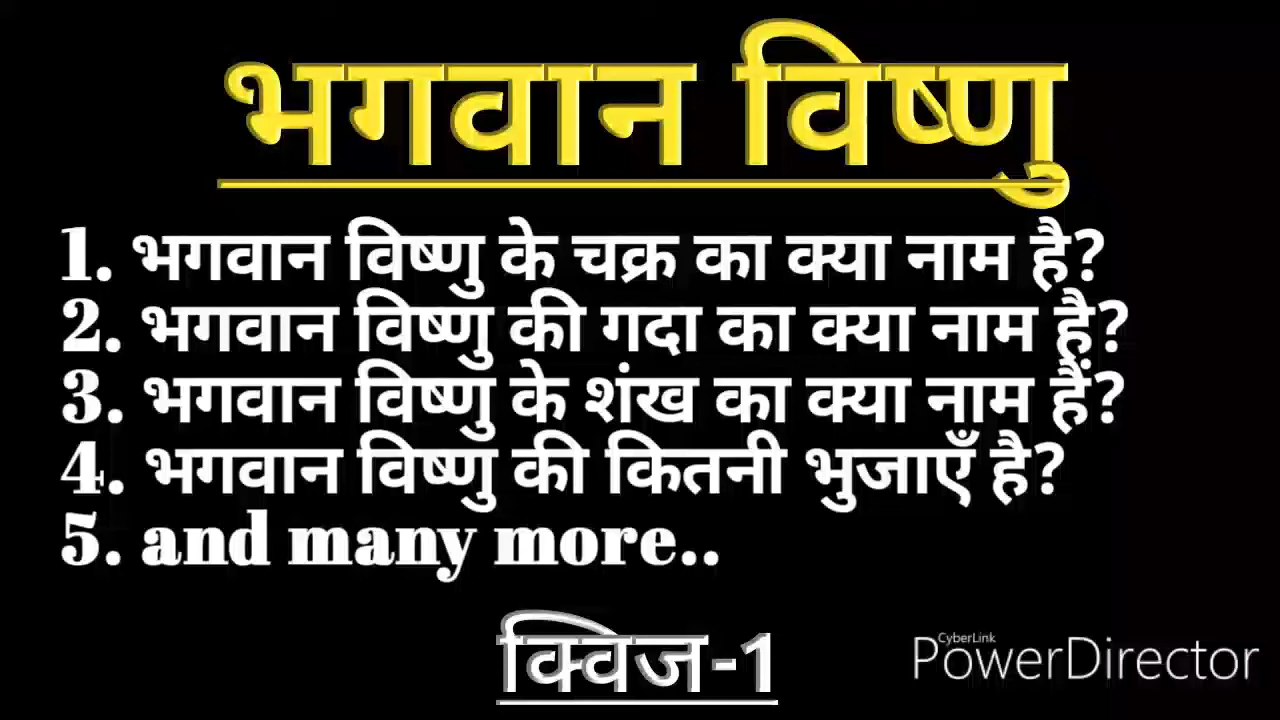 भगवान विष्णु
1. भगवान विष्णु के चक्र का क्या नाम है?
2. भगवान विष्णु की गदा का क्या नाम है?
3. भगवान विष्णु के शंख का क्या नाम हैं?
4. भगवान विष्णु की कितनी भुजाएँ है?
5. and many more..
क्विज-1
CyberLink
PowerDirector